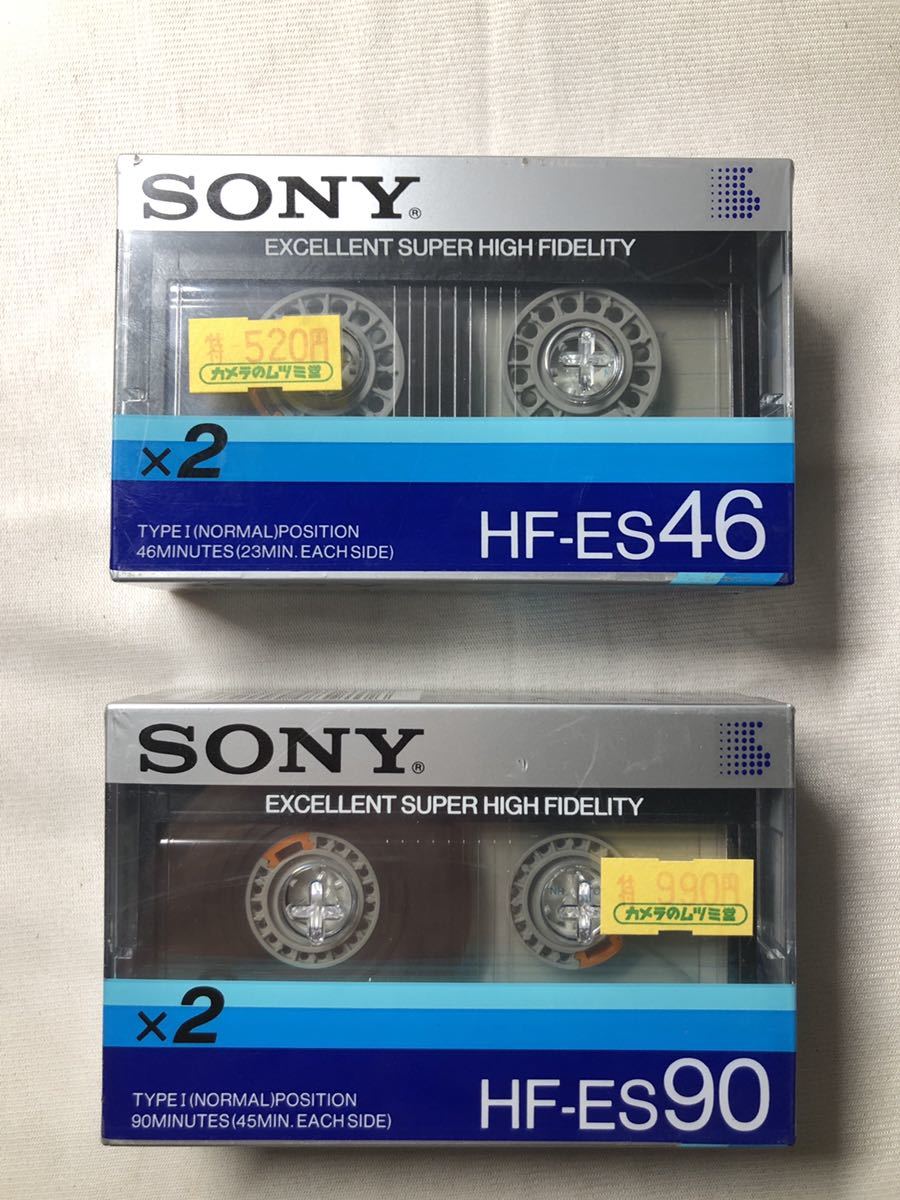 SONY®
EXCELLENT SUPER HIGH FIDELITY
特 520円
カメラのムツミ堂
×2
TYPE I (NORMAL) POSITION
46MINUTES (23MIN. EACH SIDE)
HF-ES46
SONY®
EXCELLENT SUPER HIGH FIDELITY
特 990円
カメラのムツミ堂
×2
TYPE I (NORMAL) POSITION
90MINUTES (45MIN. EACH SIDE)
HF-ES90